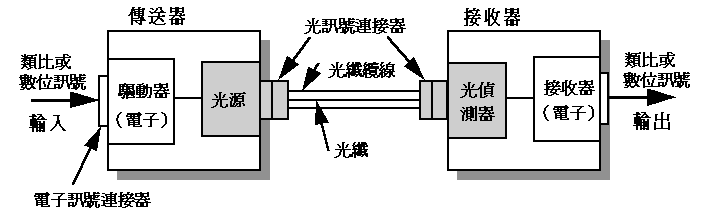 傳送器
接收器
光訊號連接器
類比或
數位訊號
輸入
驅動器
（電子）
光源
光纖纜線
光纖
光偵
測器
接收器
（電子）
類比或
數位訊號
輸出
電子訊號連接器